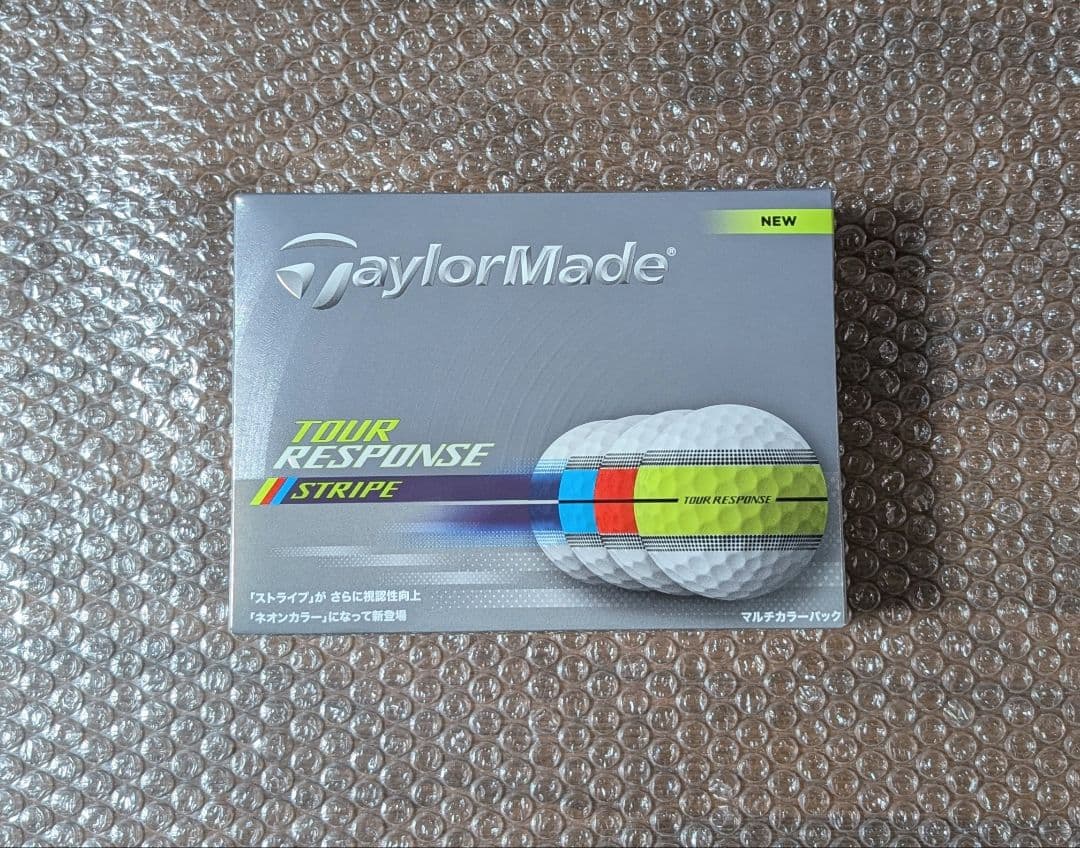 NEW
TaylorMade®
TOUR
RESPONSE
STRIPE
TOUR RESPONSE
「ストライプ」が さらに視認性向上
「ネオンカラー」になって新登場
マルチカラーパック